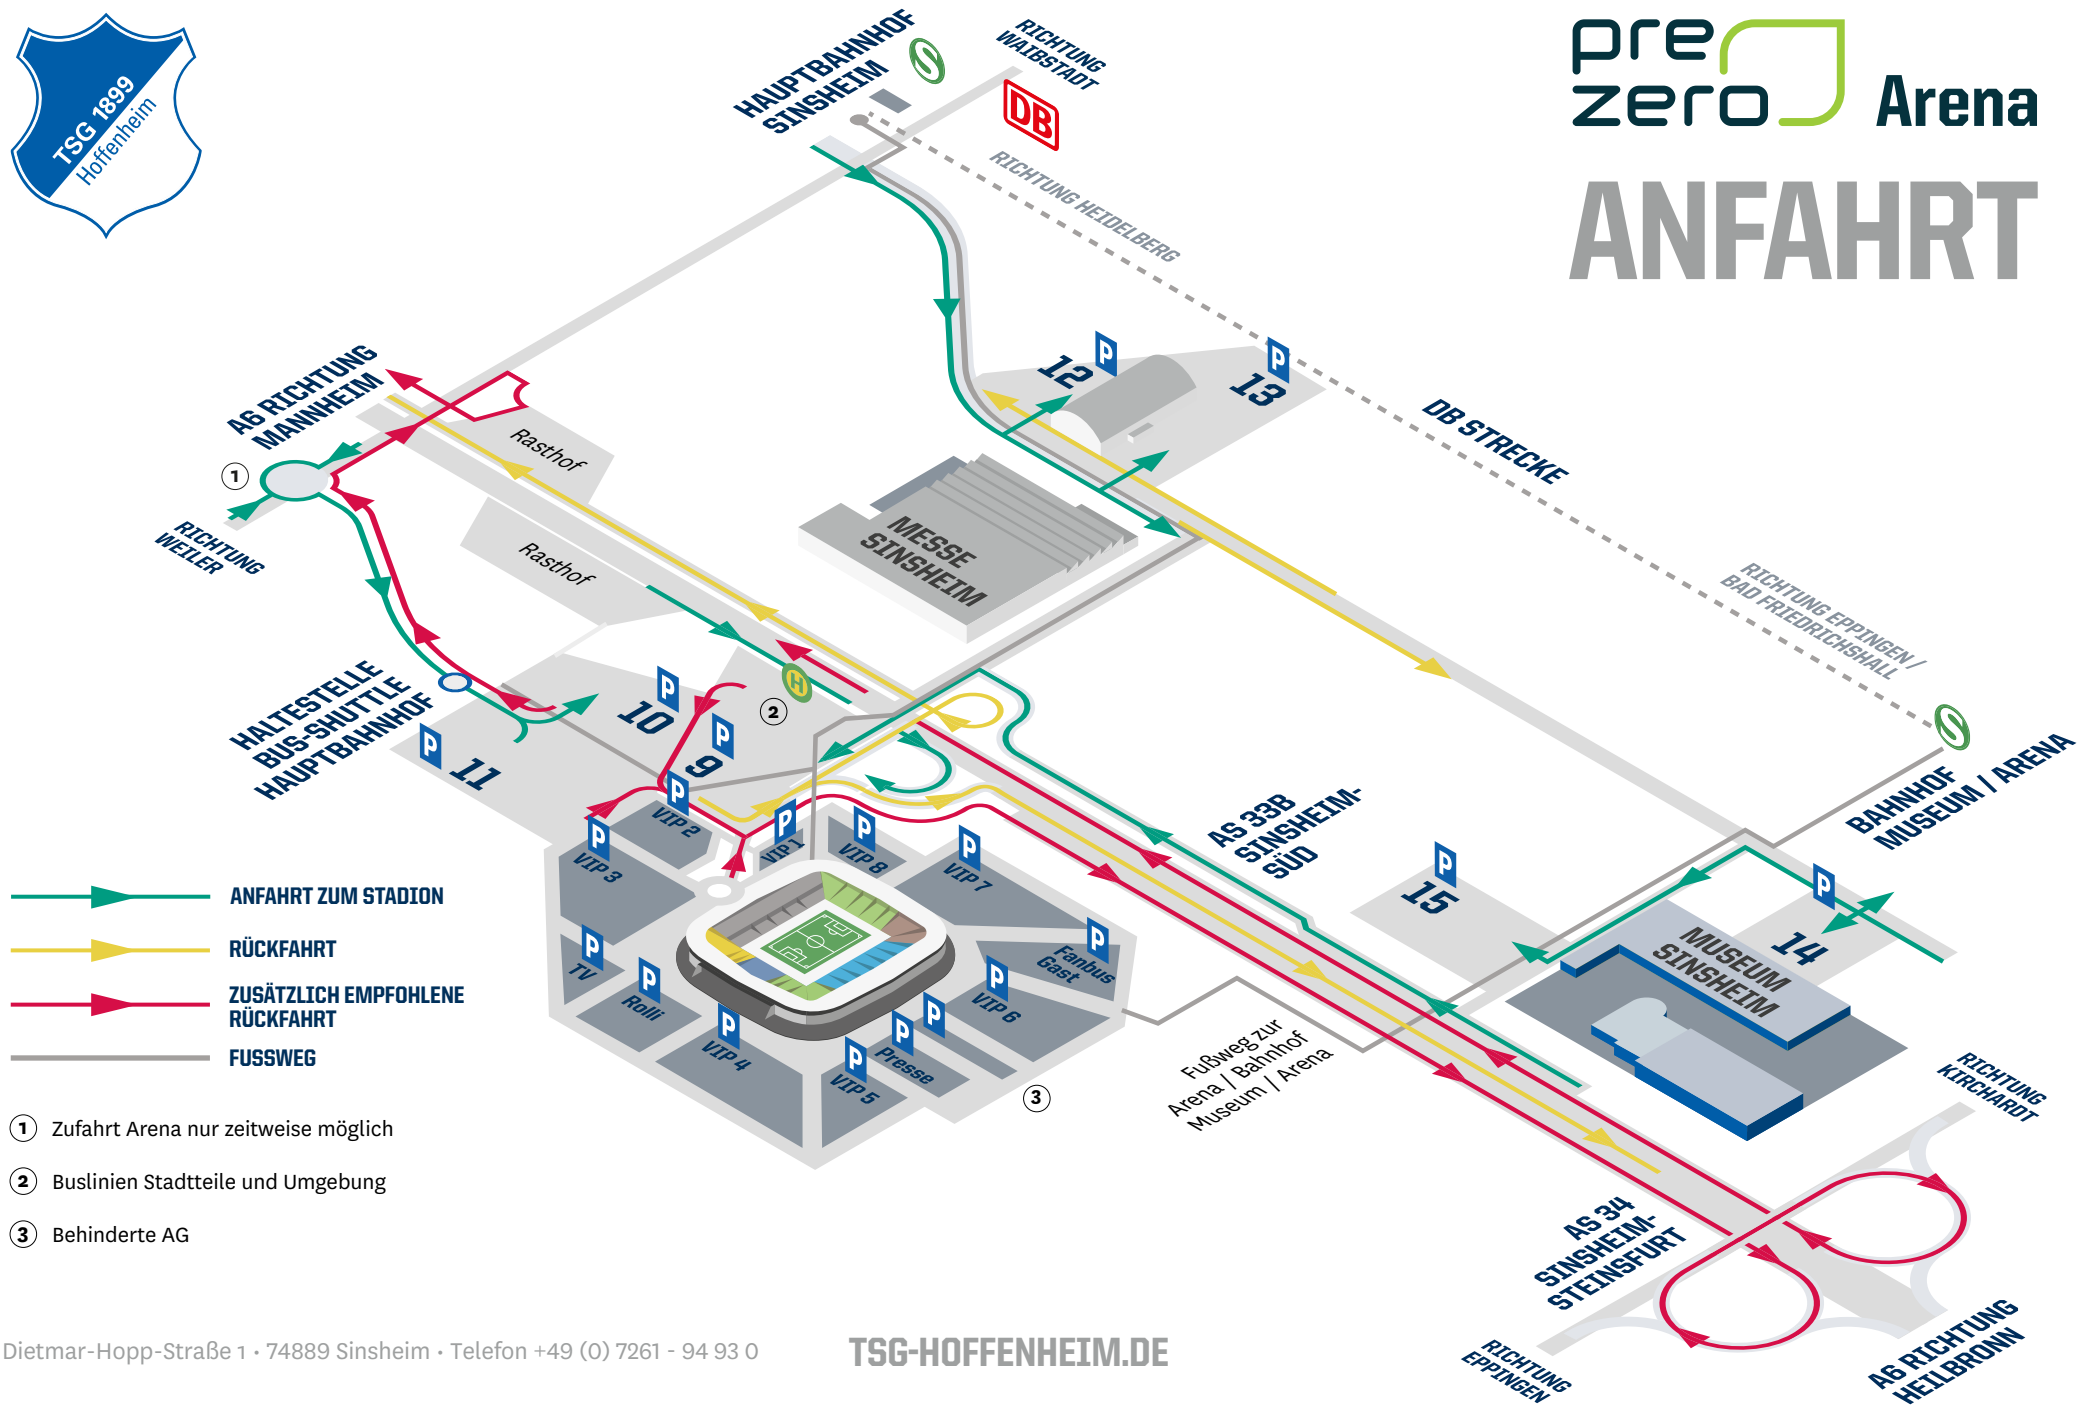 TSG 1899
Hoffenheim
HAUPTBAHNHOF
SINSHEIM
S
RICHTUNG
WAIBSTADT
DB
pre
zero
Arena
ANFAHRT
RICHTUNG HEIDELBERG
P
12
P
13
DB STRECKE
A6 RICHTUNG
MANNHEIM
Rasthof
1
RICHTUNG
WEILER
Rasthof
MESSE
SINSHEIM
RICHTUNG EPPINGEN /
BAD FRIEDRICHSHALL
S
BAHNHOF
MUSEUM / ARENA
HALTESTELLE
BUS-SHUTTLE
HAUPTBAHNHOF
P
10
H
2
P
9
P
11
P
VIP 2
P
VIP 1
P
VIP 3
P
VIP 8
P
VIP 7
AS 33B
SINSHEIM-
SÜD
P
15
P
14
MUSEUM
SINSHEIM
P
TV
P
Rolli
P
VIP 4
P
VIP 5
P
Presse
P
P
VIP 6
P
Fanbus
Gast
3
Fußweg zur
Arena / Bahnhof
Museum / Arena
RICHTUNG
KIRCHARDT
AS 34
SINSHEIM-
STEINSFURT
RICHTUNG
EPPINGEN
A6 RICHTUNG
HEILBRONN
ANFAHRT ZUM STADION
RÜCKFAHRT
ZUSÄTZLICH EMPFOHLENE
RÜCKFAHRT
FUSSWEG
1 Zufahrt Arena nur zeitweise möglich
2 Buslinien Stadtteile und Umgebung
3 Behinderte AG
Dietmar-Hopp-Straße 1 • 74889 Sinsheim • Telefon +49 (0) 7261 - 94 93 0
TSG-HOFFENHEIM.DE